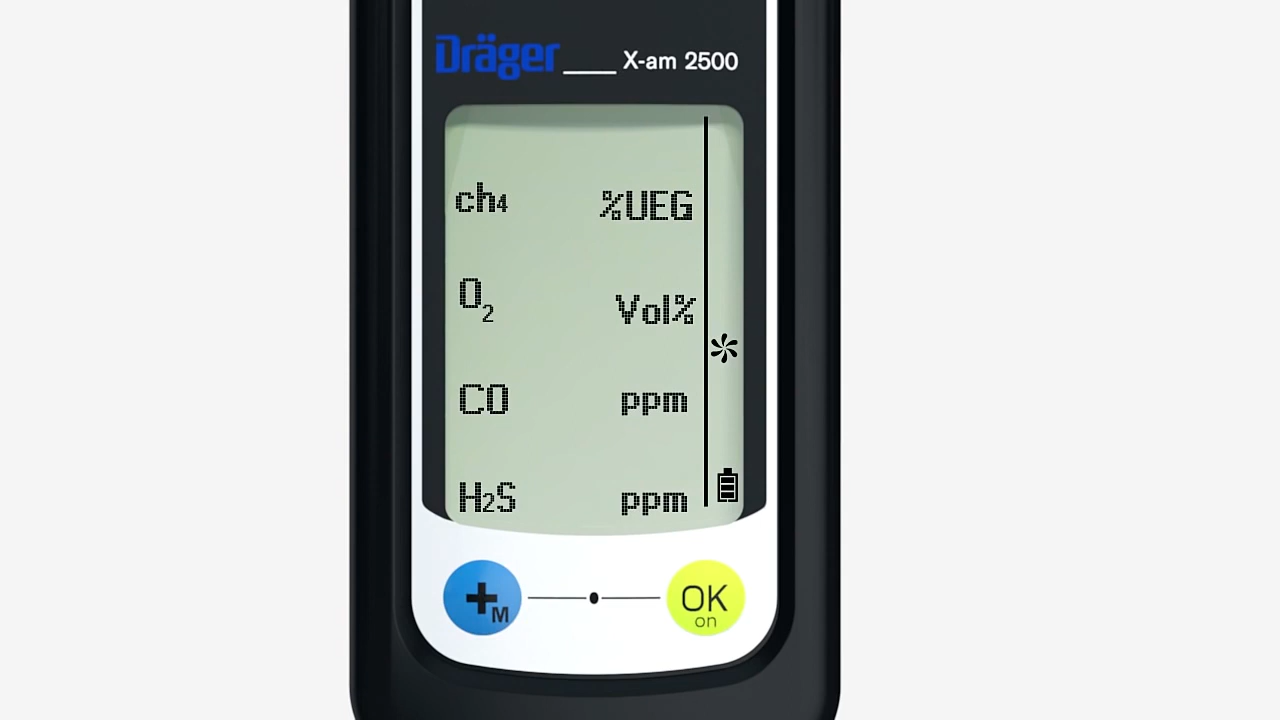 Dräger X-am 2500
ch4 %UEG
O2 Vol%
CO ppm
H2S ppm
+M OK
on